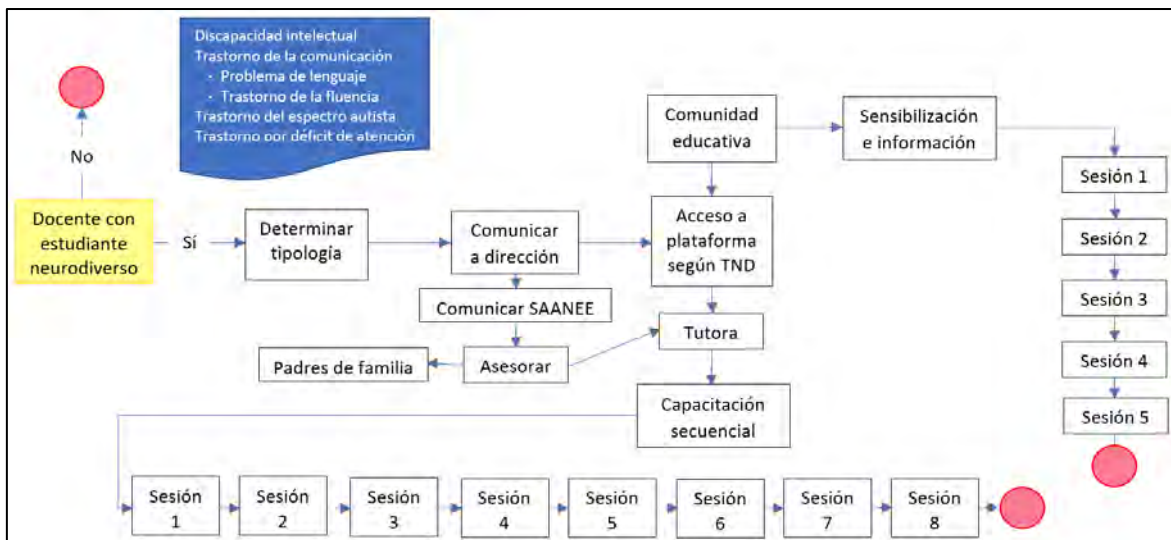 Discapacidad intelectual
Trastorno de la comunicación
- Problema de lenguaje
- Trastorno de la fluencia
Trastorno del espectro autista
Trastorno por déficit de atención
No
Docente con
estudiante
neurodiverso
Sí
Determinar
tipología
Comunicar
a dirección
Comunicar SAANEE
Asesorar
Padres de familia
Comunidad
educativa
Acceso a
plataforma
según TND
Tutora
Capacitación
secuencial
Sensibilización
e información
Sesión 1
Sesión 2
Sesión 3
Sesión 4
Sesión 5
Sesión
1
Sesión
2
Sesión
3
Sesión
4
Sesión
5
Sesión
6
Sesión
7
Sesión
8